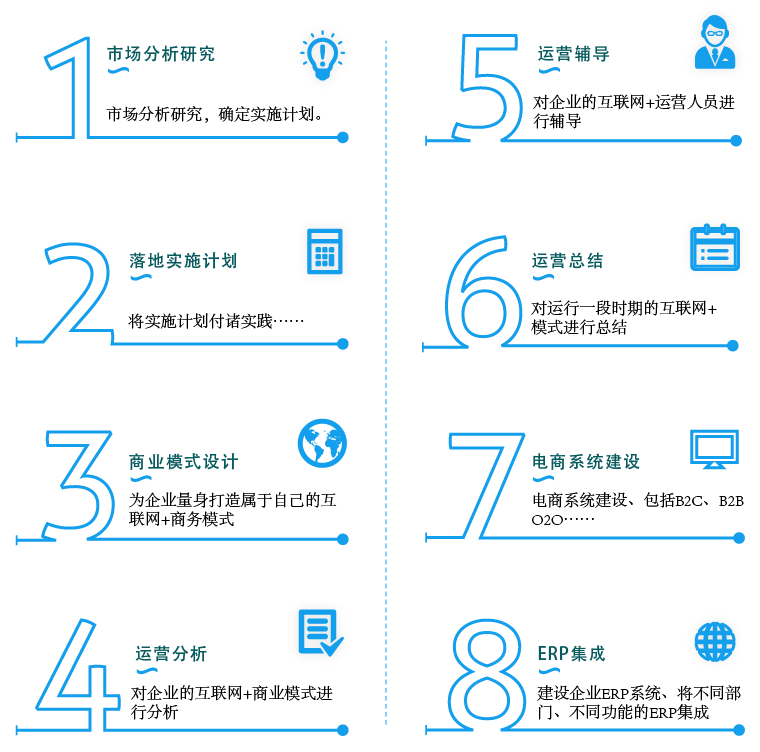 1
市场分析研究
市场分析研究，确定实施计划。
2
落地实施计划
将实施计划付诸实践……
3
商业模式设计
为企业量身打造属于自己的互
联网+商务模式
4
运营分析
对企业的互联网+商业模式进
行分析
5
运营辅导
对企业的互联网+运营人员进
行辅导
6
运营总结
对运行一段时期的互联网+
模式进行总结
7
电商系统建设
电商系统建设、包括B2C、B2B
O2O……
8
ERP集成
建设企业ERP系统、将不同部
门、不同功能的ERP集成